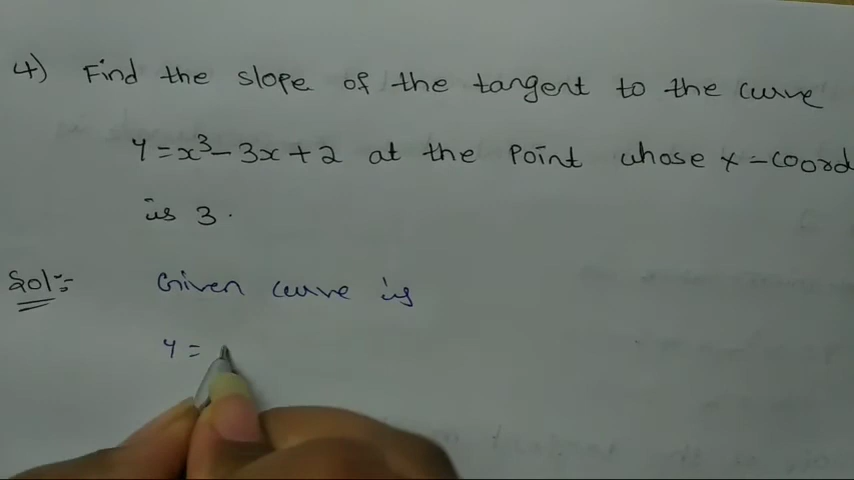 4) Find the slope of the tangent to the curve
y = x³ - 3x + 2 at the point whose x - coord
is 3.
Sol:-   Given curve is
y =